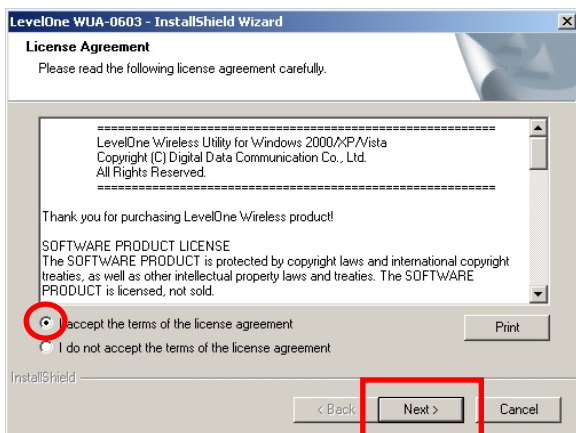 LevelOne WUA-0603 - InstallShield Wizard
License Agreement
Please read the following license agreement carefully.
============================================================
LevelOne Wireless Utility for Windows 2000/XP/Vista
Copyright (C) Digital Data Communication Co., Ltd.
All Rights Reserved.
============================================================
Thank you for purchasing LevelOne Wireless product!
SOFTWARE PRODUCT LICENSE
The SOFTWARE PRODUCT is protected by copyright laws and international copyright
treaties, as well as other intellectual property laws and treaties. The SOFTWARE
PRODUCT is licensed, not sold.
I accept the terms of the license agreement
Print
I do not accept the terms of the license agreement
InstallShield
< Back
Next >
Cancel